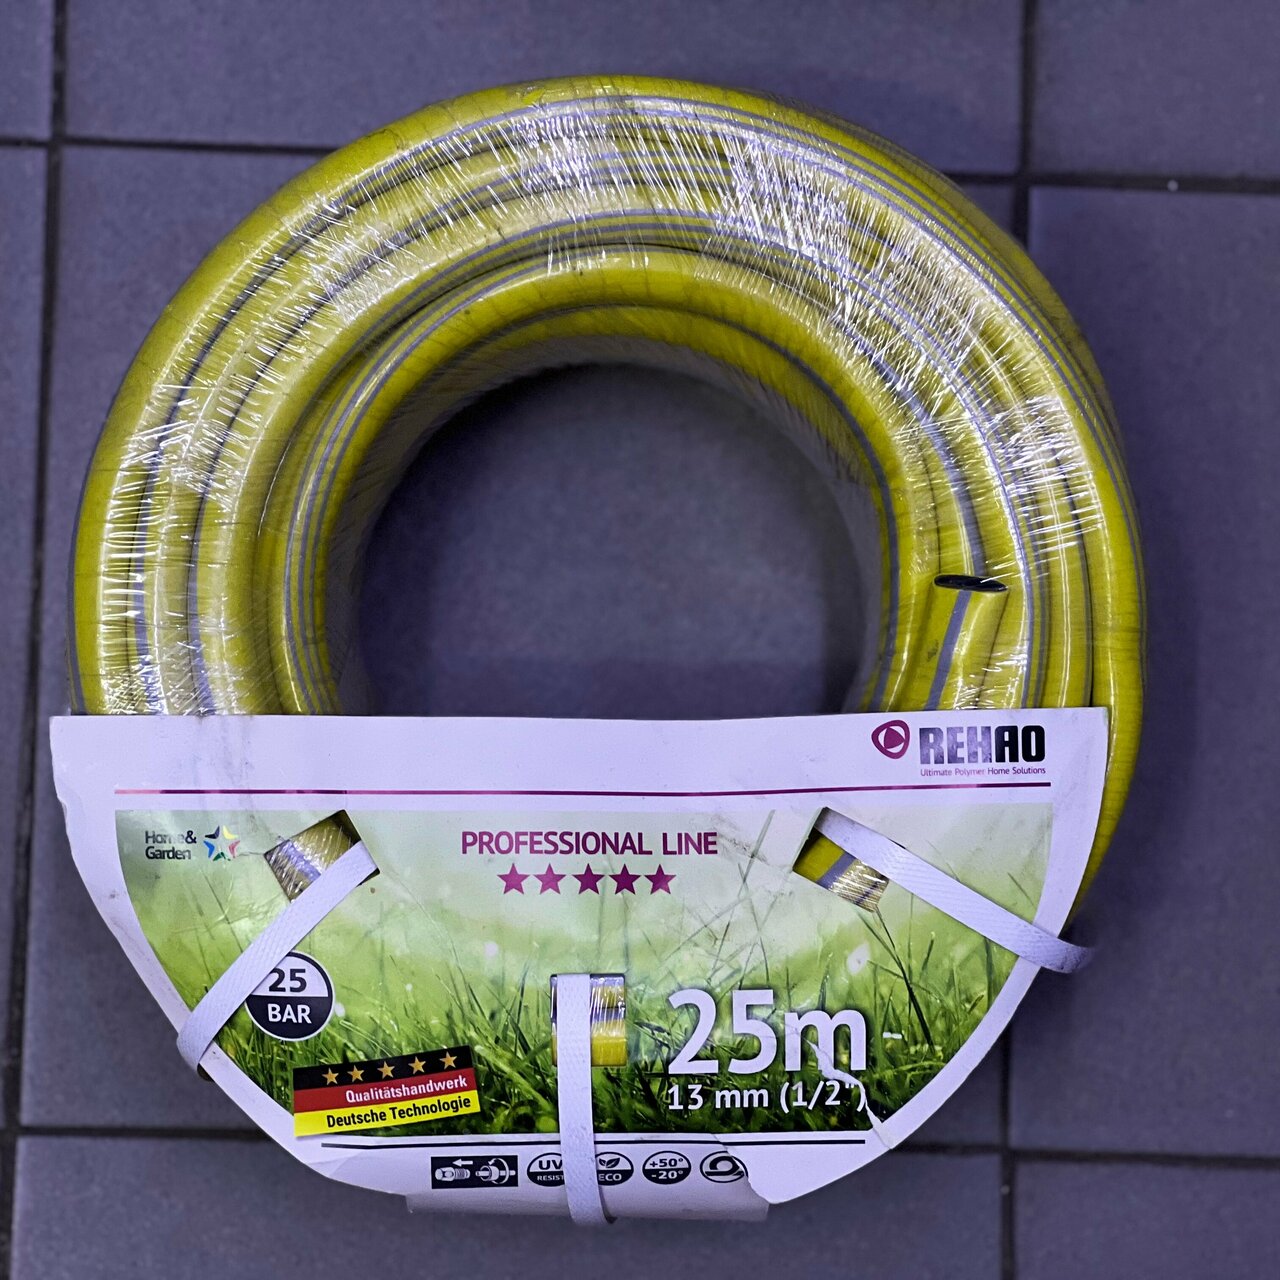 REHAO
Ultimate Polymer Home Solutions
Home&
Garden
PROFESSIONAL LINE
25
BAR
25m
13 mm (1/2")
Qualitätshandwerk
Deutsche Technologie
UV
ECO
+50°
-20°